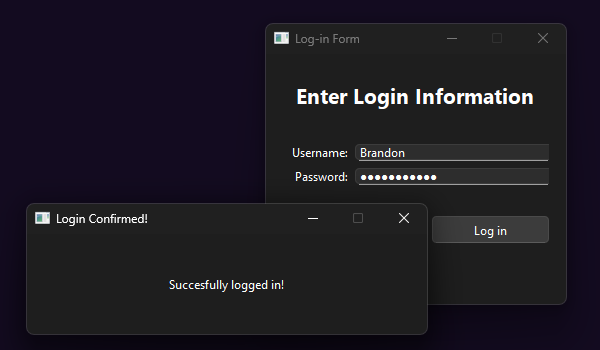 Log-in Form
Enter Login Information
Username: Brandon
Password: ●●●●●●●●●●●
Log in
Login Confirmed!
Succesfully logged in!